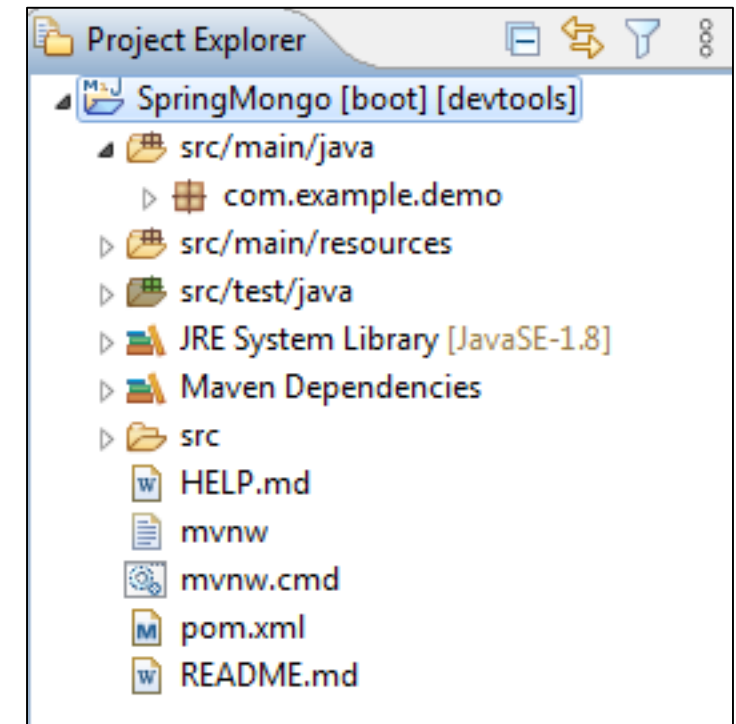 Project Explorer
SpringMongo [boot] [devtools]
src/main/java
com.example.demo
src/main/resources
src/test/java
JRE System Library [JavaSE-1.8]
Maven Dependencies
src
HELP.md
mvnw
mvnw.cmd
pom.xml
README.md